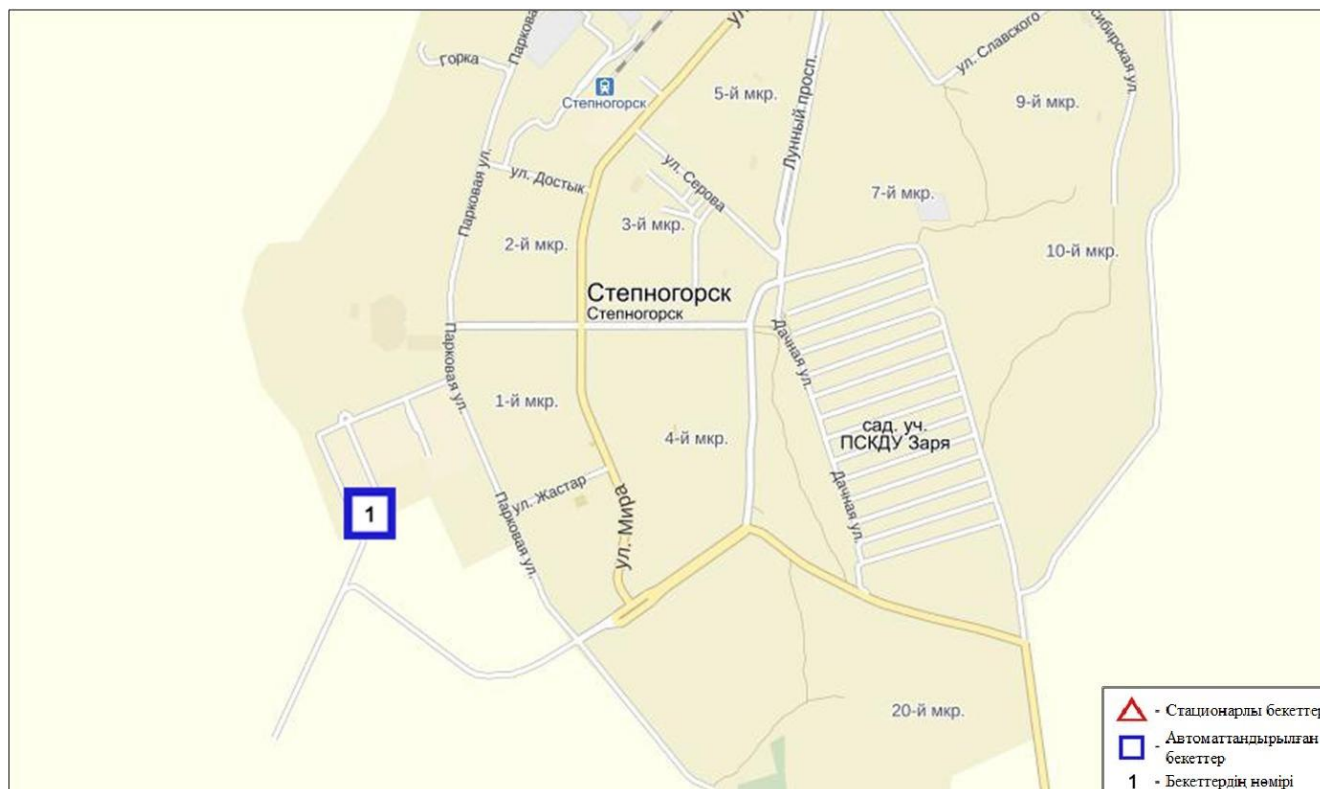 Парковая
ул.
Горка
Степногорск
5-й мкр.
Лунный просп.
ул. Славского
сибирская ул.
9-й мкр.
Парковая ул.
ул. Достык
ул. Серова
3-й мкр.
7-й мкр.
2-й мкр.
10-й мкр.
Степногорск
Степногорск
Парковая ул.
Дачная ул.
1-й мкр.
4-й мкр.
сад. уч.
ПСКДУ Заря
ул. Жастар
ул. Мира
Парковая ул.
Дачная ул.
1
20-й мкр.
- Стационарлы бекеттер
- Автоматтандырылған
бекеттер
1 - Бекеттердің нөмірі